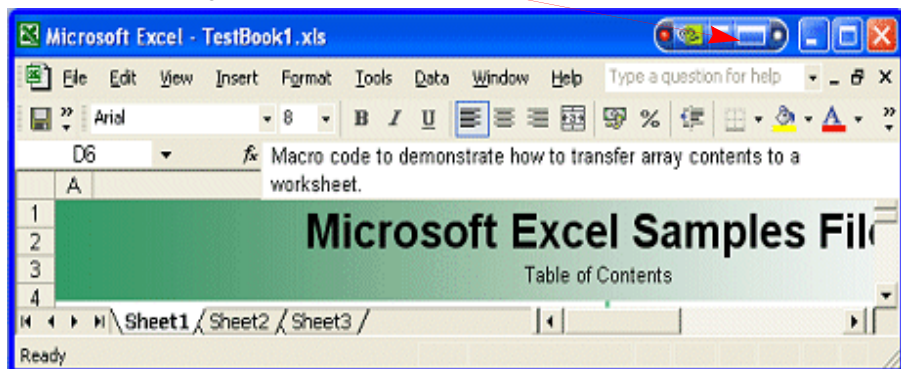 Microsoft Excel - TestBook1.xls
File Edit View Insert Format Tools Data Window Help Type a question for help
Arial 8 B I U %
D6 fx Macro code to demonstrate how to transfer array contents to a
worksheet.
A
1
2 Microsoft Excel Samples File
3 Table of Contents
4
Sheet1 Sheet2 Sheet3
Ready